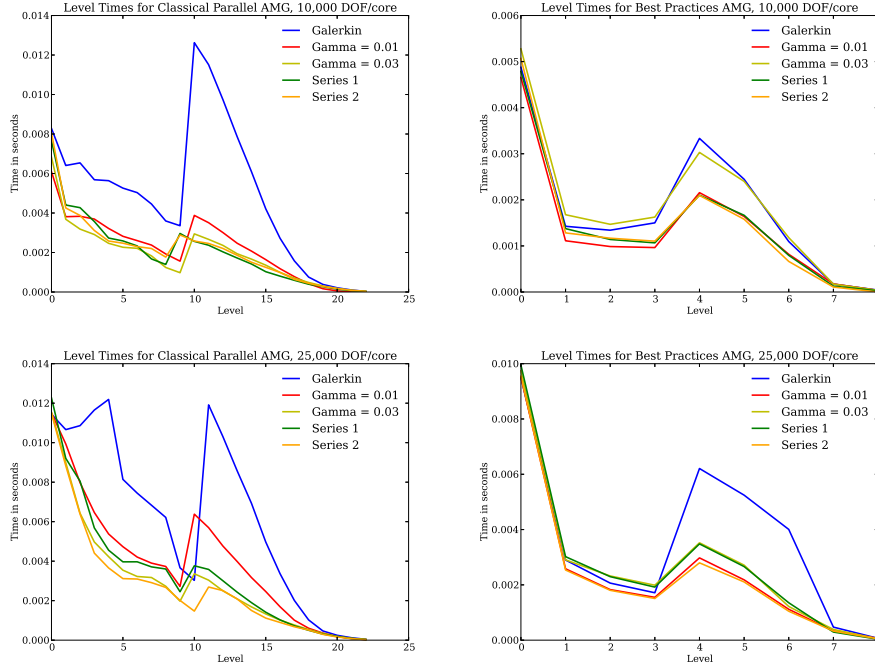 Level Times for Classical Parallel AMG, 10,000 DOF/core
0.014
0.012
0.010
0.008
0.006
0.004
0.002
0.000
Time in seconds
Galerkin
Gamma = 0.01
Gamma = 0.03
Series 1
Series 2
0 5 10 15 20 25
Level
Level Times for Best Practices AMG, 10,000 DOF/core
0.006
0.005
0.004
0.003
0.002
0.001
0.000
Time in seconds
Galerkin
Gamma = 0.01
Gamma = 0.03
Series 1
Series 2
0 1 2 3 4 5 6 7
Level
Level Times for Classical Parallel AMG, 25,000 DOF/core
0.014
0.012
0.010
0.008
0.006
0.004
0.002
0.000
Time in seconds
Galerkin
Gamma = 0.01
Gamma = 0.03
Series 1
Series 2
0 5 10 15 20 25
Level
Level Times for Best Practices AMG, 25,000 DOF/core
0.010
0.008
0.006
0.004
0.002
0.000
Time in seconds
Galerkin
Gamma = 0.01
Gamma = 0.03
Series 1
Series 2
0 1 2 3 4 5 6 7
Level